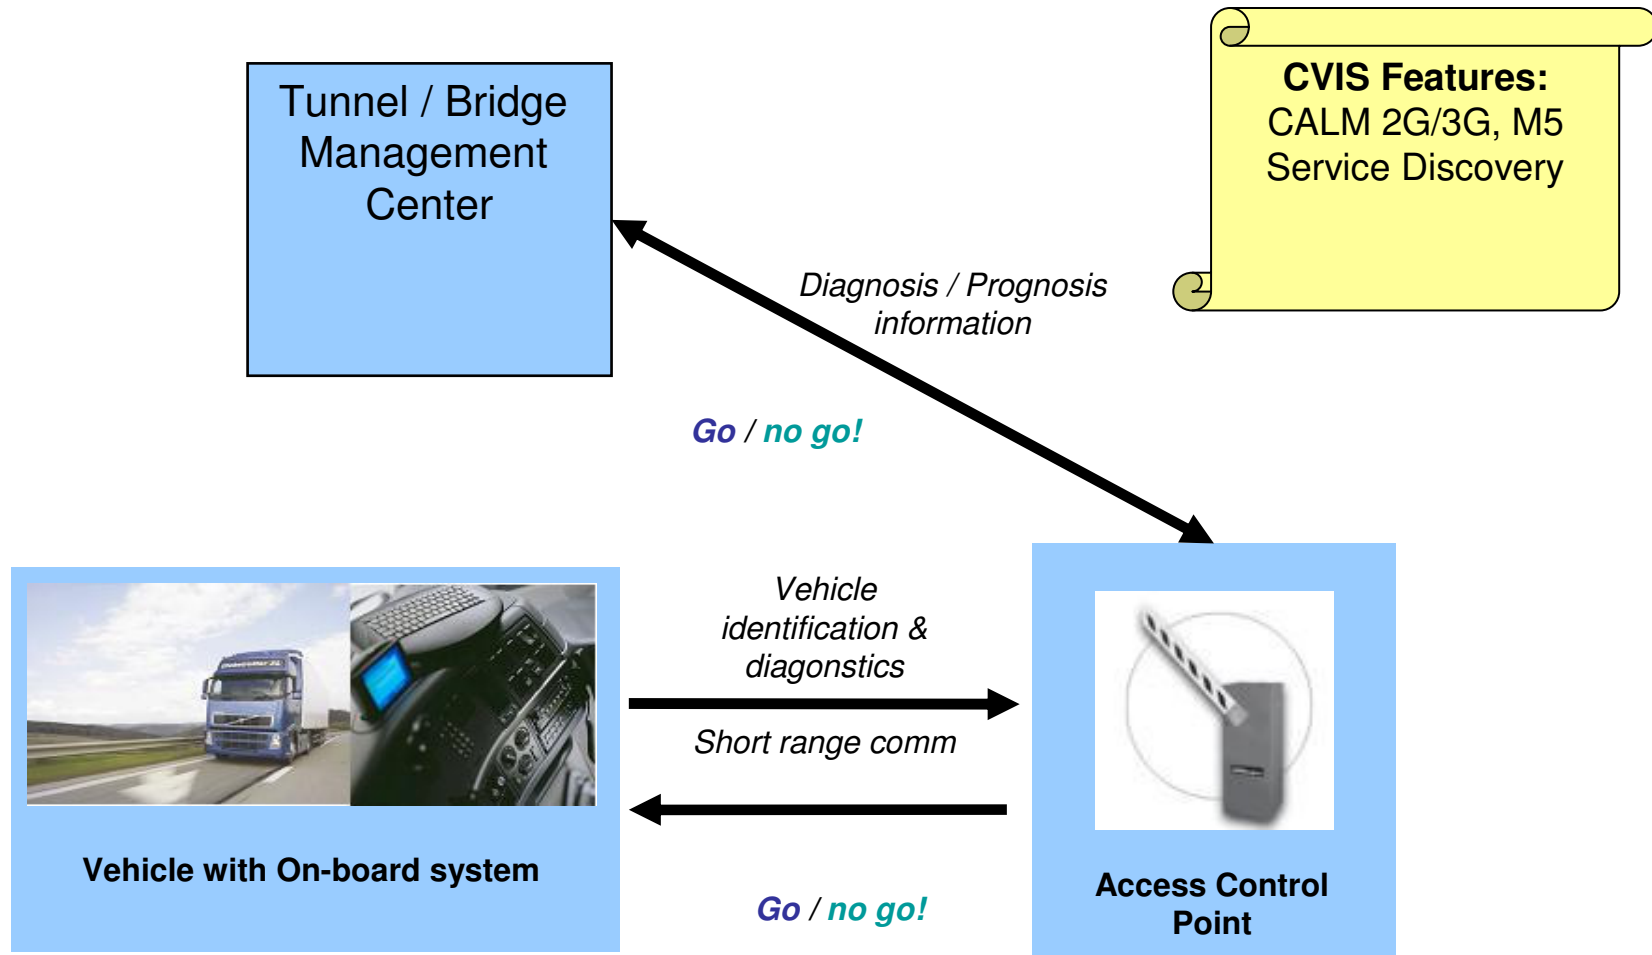 Tunnel / Bridge
Management
Center
CVIS Features:
CALM 2G/3G, M5
Service Discovery
Diagnosis / Prognosis
information
Go / no go!
Vehicle
identification &
diagonstics
Short range comm
Vehicle with On-board system
Go / no go!
Access Control
Point